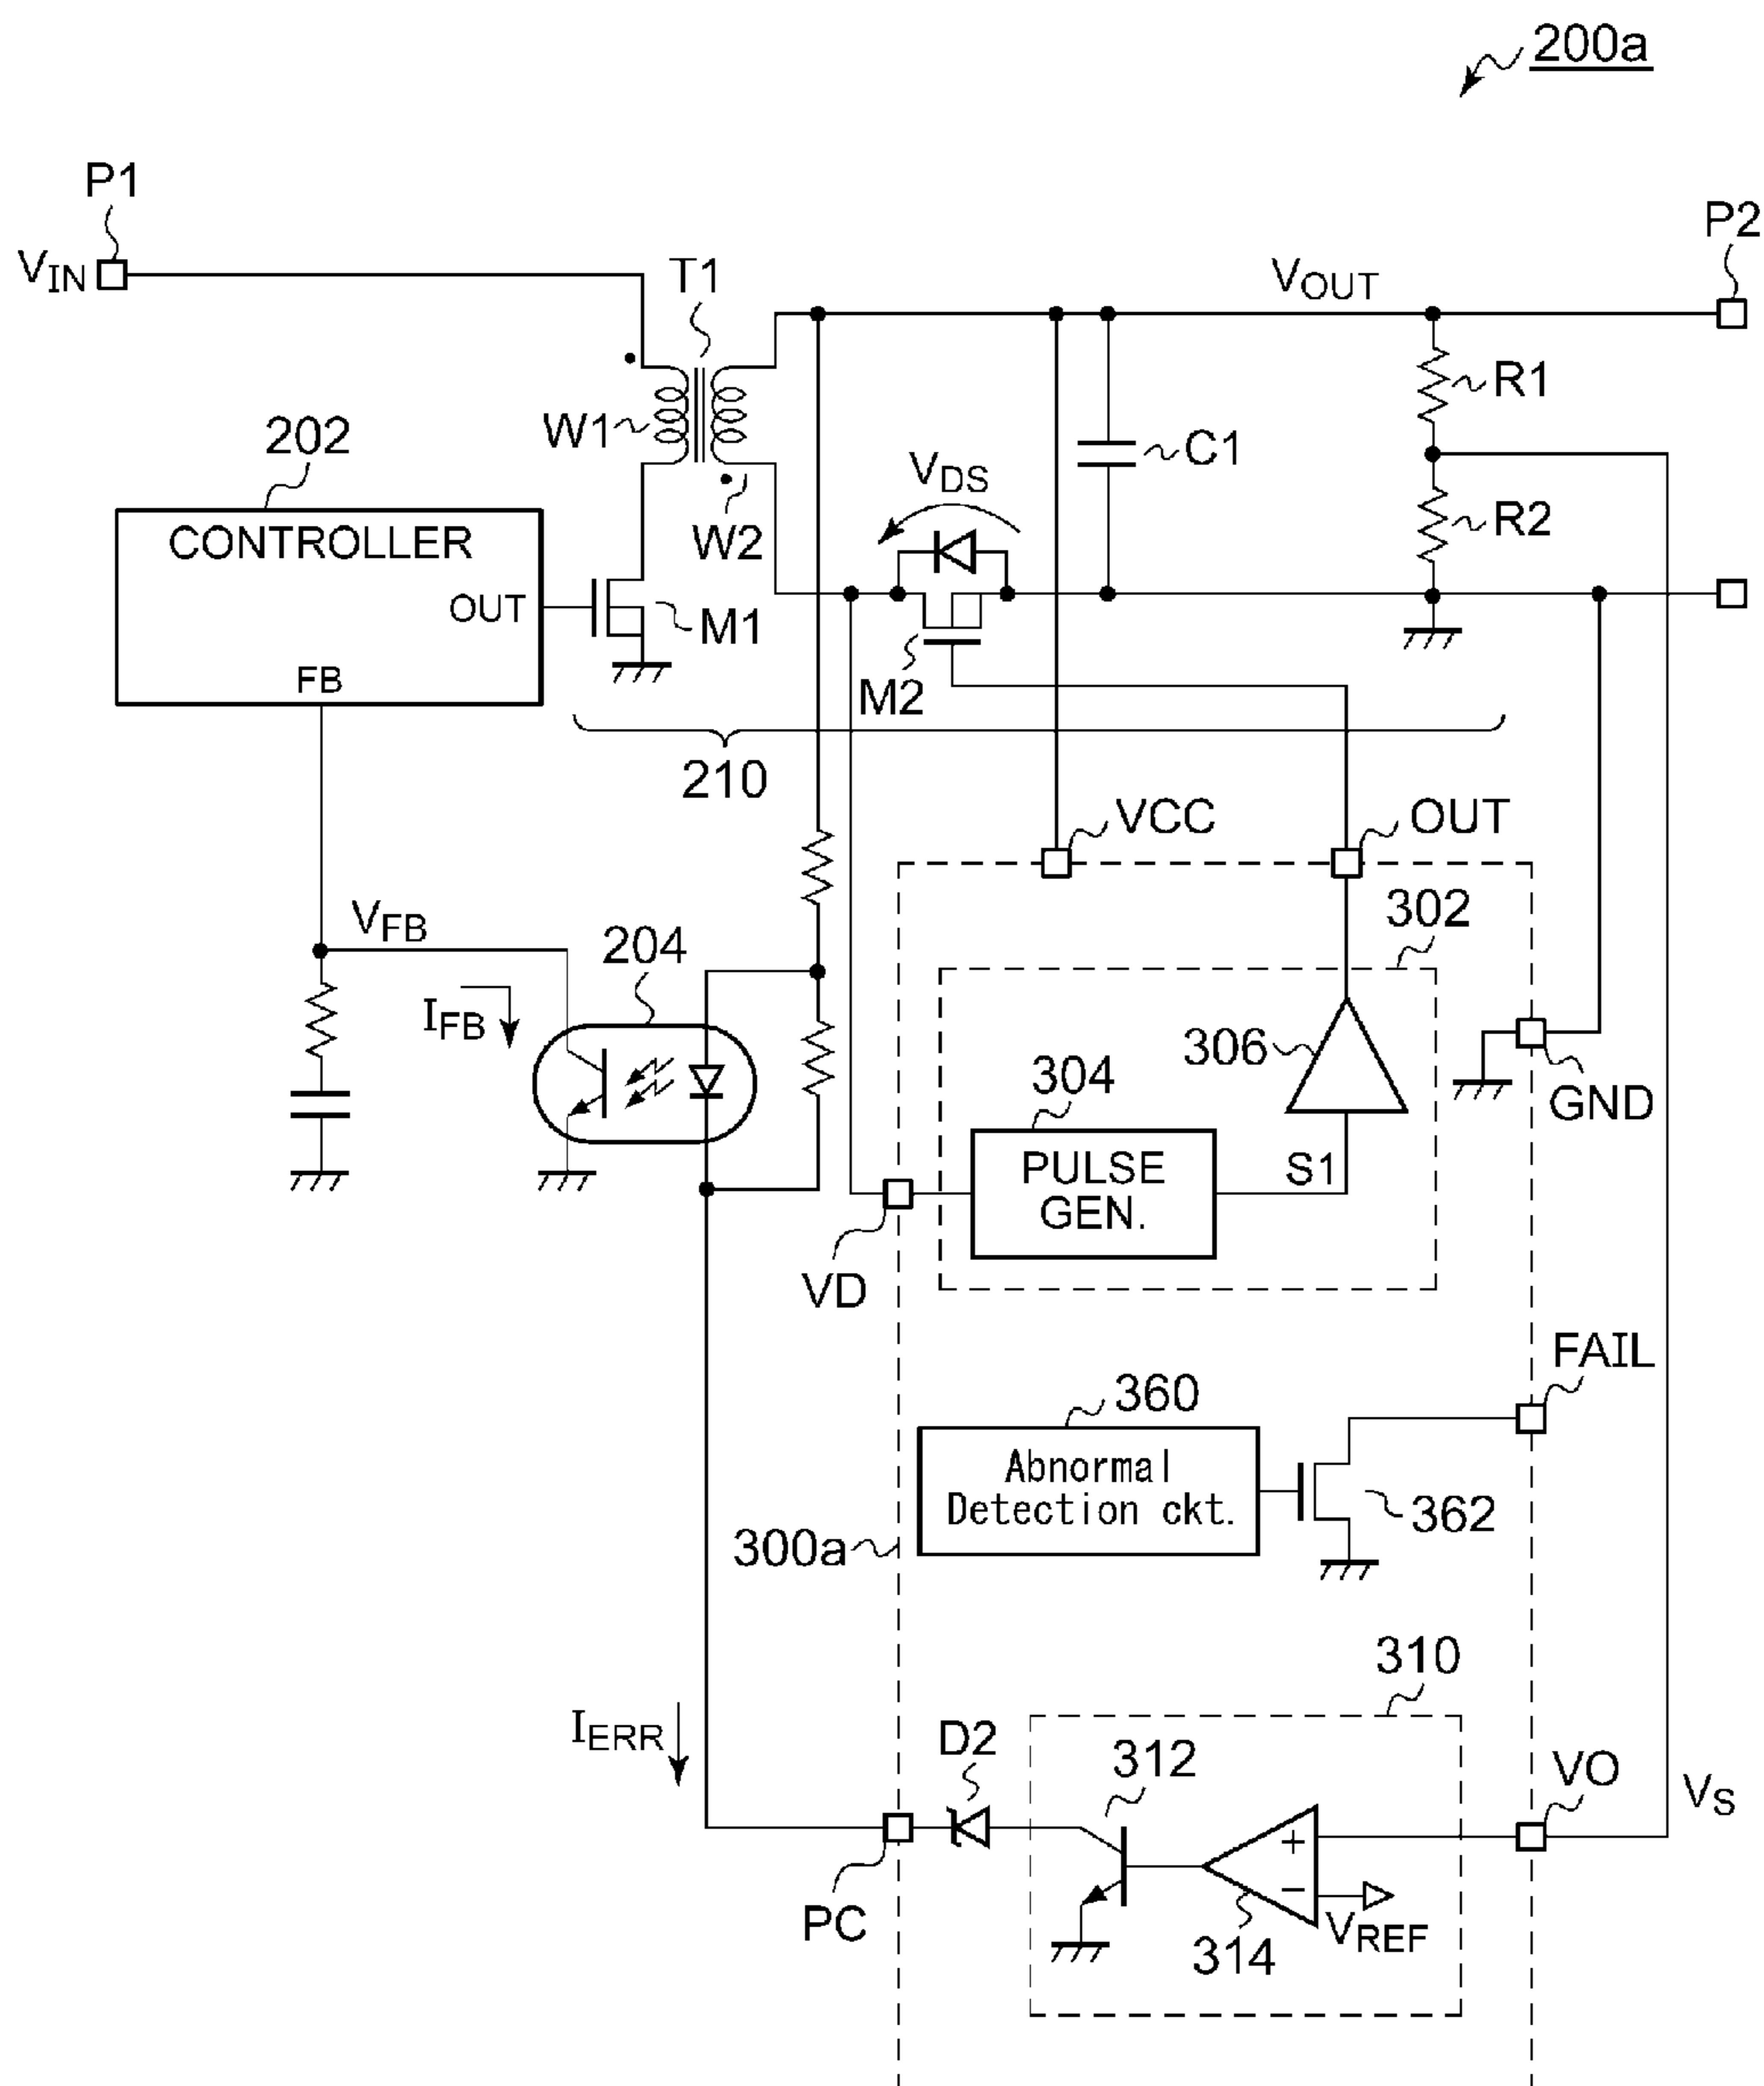 200a
P1
P2
VIN
T1
VOUT
R1
W1
202
C1
VDS
CONTROLLER
W2
R2
OUT
M1
FB
M2
210
VCC
OUT
302
VFB
204
IFB
306
304
GND
PULSE
GEN.
S1
VD
FAIL
360
Abnormal
Detection ckt.
362
300a
310
IERR
D2
312
VO
VS
+
−
PC
314
VREF